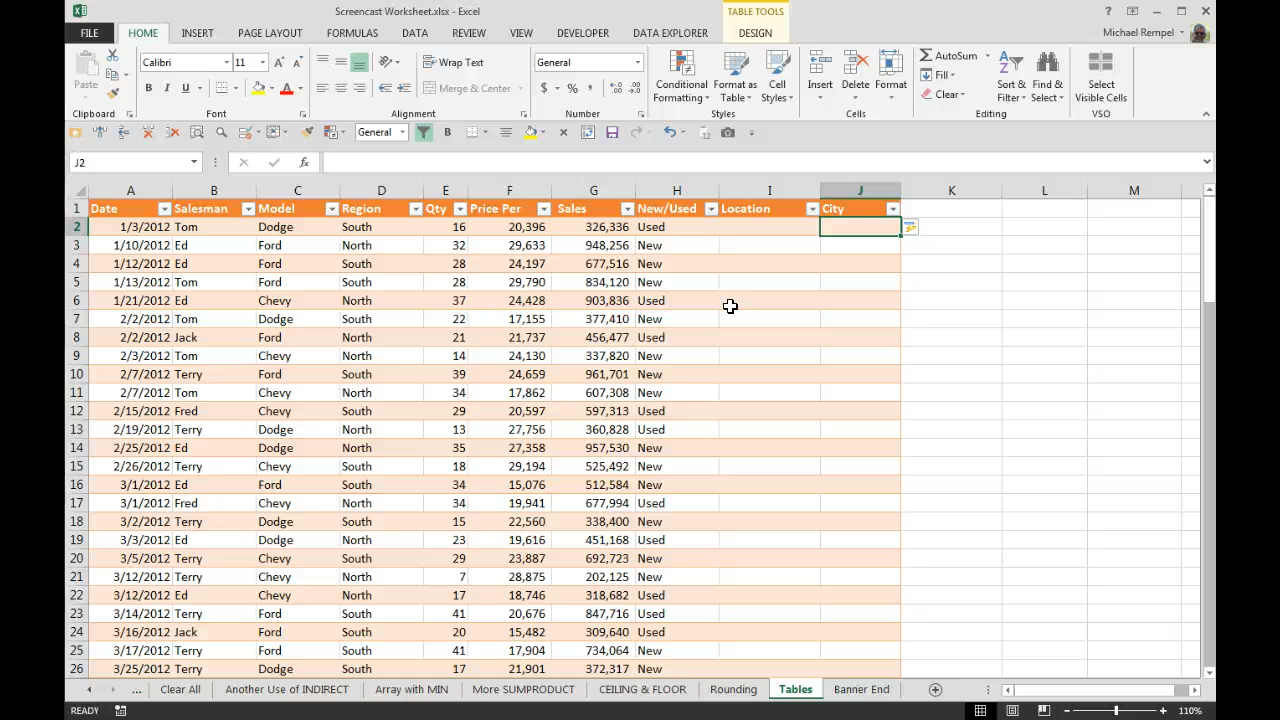 Screencast Worksheet.xlsx - Excel
TABLE TOOLS
FILE HOME INSERT PAGE LAYOUT FORMULAS DATA REVIEW VIEW DEVELOPER DATA EXPLORER DESIGN Michael Rempel
Paste Calibri 11 Wrap Text General Conditional Formatting Format as Table Cell Styles Insert Delete Format AutoSum Sort & Filter Find & Select Select Visible Cells
B I U A Merge & Center $ % , Fill
Clear
Clipboard Font Alignment Number Styles Cells Editing VSO
General B
J2 fx
A B C D E F G H I J K L M
1 Date Salesman Model Region Qty Price Per Sales New/Used Location City
2 1/3/2012 Tom Dodge South 16 20,396 326,336 Used
3 1/10/2012 Ed Ford North 32 29,633 948,256 New
4 1/12/2012 Ed Ford South 28 24,197 677,516 New
5 1/13/2012 Tom Ford South 28 29,790 834,120 New
6 1/21/2012 Ed Chevy North 37 24,428 903,836 Used
7 2/2/2012 Tom Dodge South 22 17,155 377,410 New
8 2/2/2012 Jack Ford North 21 21,737 456,477 Used
9 2/3/2012 Tom Chevy North 14 24,130 337,820 New
10 2/7/2012 Terry Ford South 39 24,659 961,701 New
11 2/7/2012 Tom Chevy North 34 17,862 607,308 New
12 2/15/2012 Fred Chevy South 29 20,597 597,313 Used
13 2/19/2012 Terry Dodge North 13 27,756 360,828 Used
14 2/25/2012 Ed Dodge North 35 27,358 957,530 New
15 2/26/2012 Terry Chevy South 18 29,194 525,492 New
16 3/1/2012 Ed Ford South 34 15,076 512,584 New
17 3/1/2012 Fred Chevy North 34 19,941 677,994 Used
18 3/2/2012 Terry Dodge South 15 22,560 338,400 New
19 3/3/2012 Ed Dodge North 23 19,616 451,168 Used
20 3/5/2012 Terry Chevy South 29 23,887 692,723 New
21 3/12/2012 Terry Chevy North 7 28,875 202,125 New
22 3/12/2012 Ed Chevy North 17 18,746 318,682 Used
23 3/14/2012 Terry Ford South 41 20,676 847,716 Used
24 3/16/2012 Jack Ford South 20 15,482 309,640 Used
25 3/17/2012 Terry Ford South 41 17,904 734,064 New
26 3/25/2012 Terry Dodge South 17 21,901 372,317 New
... Clear All Another Use of INDIRECT Array with MIN More SUMPRODUCT CEILING & FLOOR Rounding Tables Banner End
READY 110%